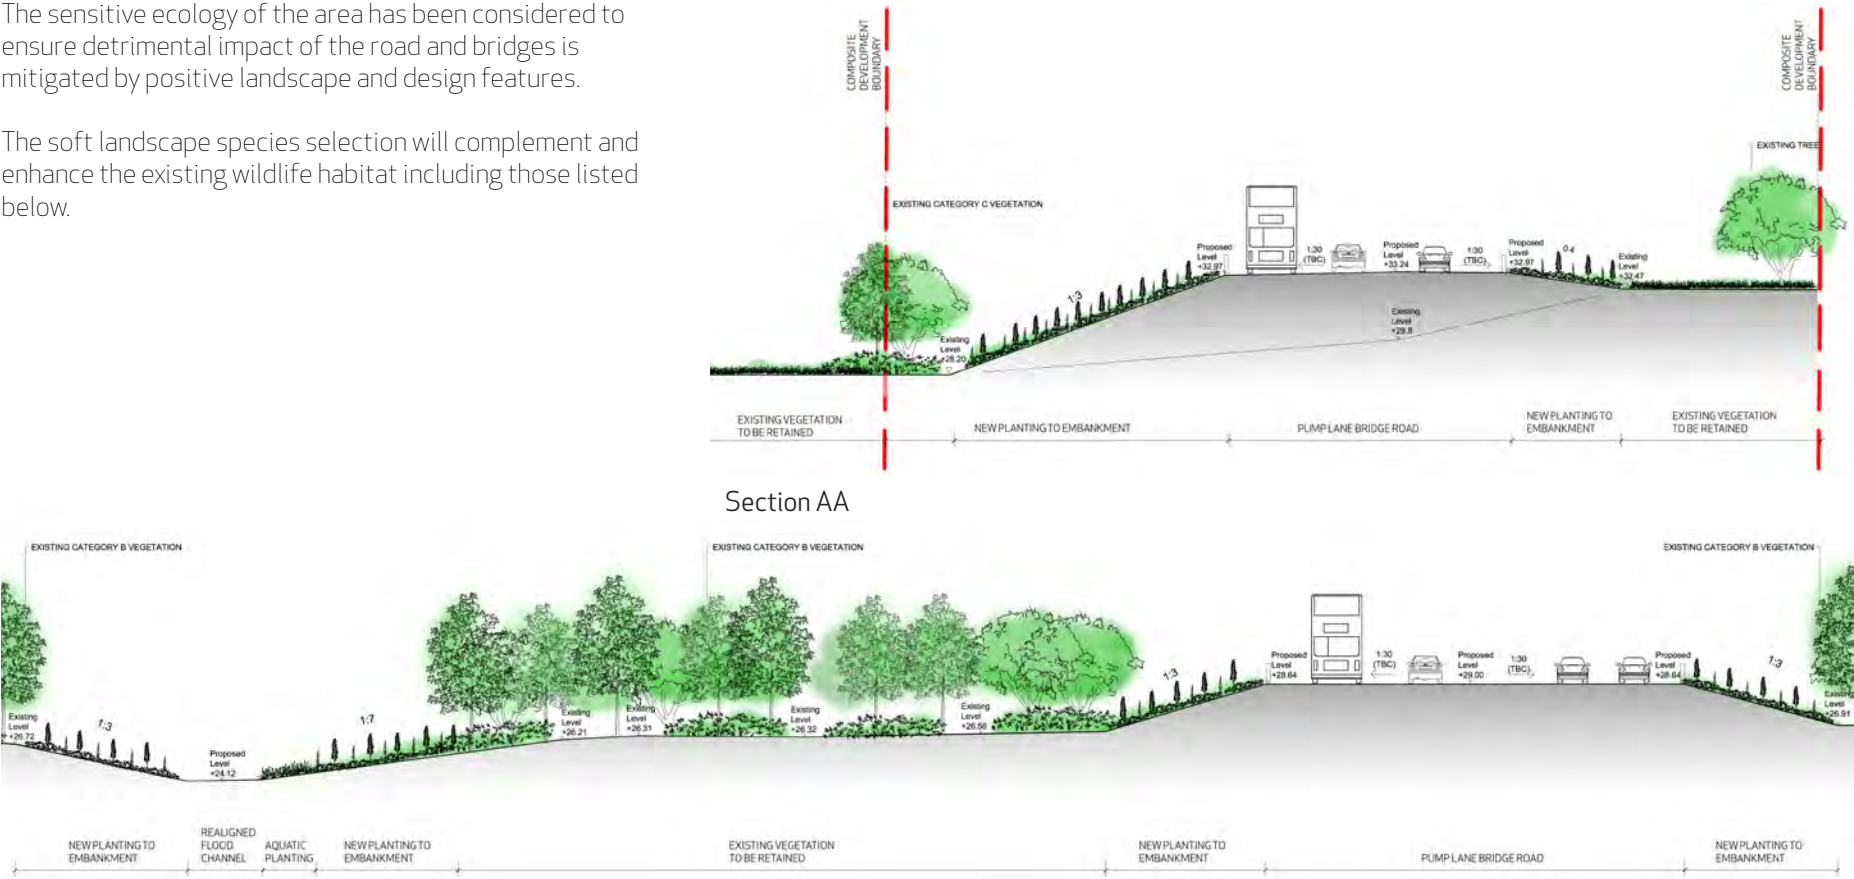 The sensitive ecology of the area has been considered to
ensure detrimental impact of the road and bridges is
mitigated by positive landscape and design features.
The soft landscape species selection will complement and
enhance the existing wildlife habitat including those listed
below.
COMPOSITE
DEVELOPMENT
BOUNDARY
COMPOSITE
DEVELOPMENT
BOUNDARY
EXISTING TREE
EXISTING CATEGORY C VEGETATION
Existing
Level
+28.20
1:3
Proposed
Level
+32.97
1:30
(TBC)
Proposed
Level
+33.24
1:30
(TBC)
Proposed
Level
+32.97
Existing
Level
+32.47
Existing
Level
+29.8
EXISTING VEGETATION
TO BE RETAINED
NEW PLANTING TO EMBANKMENT
PUMP LANE BRIDGE ROAD
NEW PLANTING TO
EMBANKMENT
EXISTING VEGETATION
TO BE RETAINED
Section AA
EXISTING CATEGORY B VEGETATION
EXISTING CATEGORY B VEGETATION
EXISTING CATEGORY B VEGETATION
Existing
Level
+26.72
1:3
Proposed
Level
+24.12
1:7
Existing
Level
+26.21
Existing
Level
+26.31
Existing
Level
+26.32
Existing
Level
+26.56
1:3
Proposed
Level
+28.64
1:30
(TBC)
Proposed
Level
+29.00
1:30
(TBC)
Proposed
Level
+28.64
1:3
Existing
Level
+26.91
NEW PLANTING TO
EMBANKMENT
REALIGNED
FLOOD
CHANNEL
AQUATIC
PLANTING
NEW PLANTING TO
EMBANKMENT
EXISTING VEGETATION
TO BE RETAINED
NEW PLANTING TO
EMBANKMENT
PUMP LANE BRIDGE ROAD
NEW PLANTING TO
EMBANKMENT